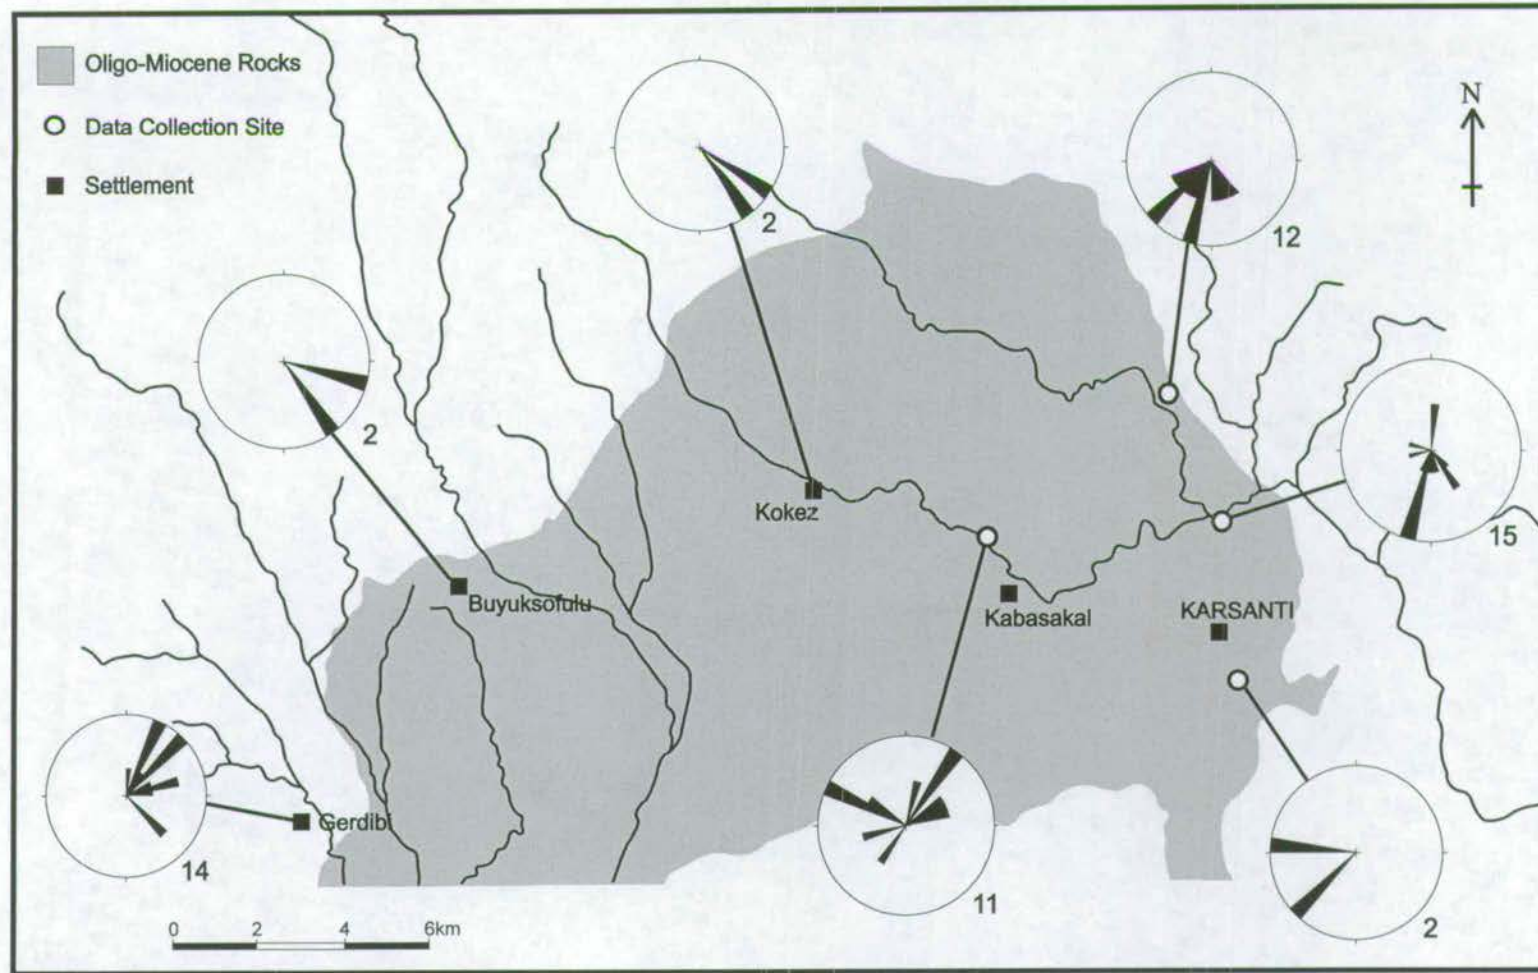 Oligo-Miocene Rocks
Data Collection Site
Settlement
N
2
12
2
15
Kokez
Buyuksofulu
Kabasakal
KARSANTI
Gerdibi
14
11
2
0 2 4 6km